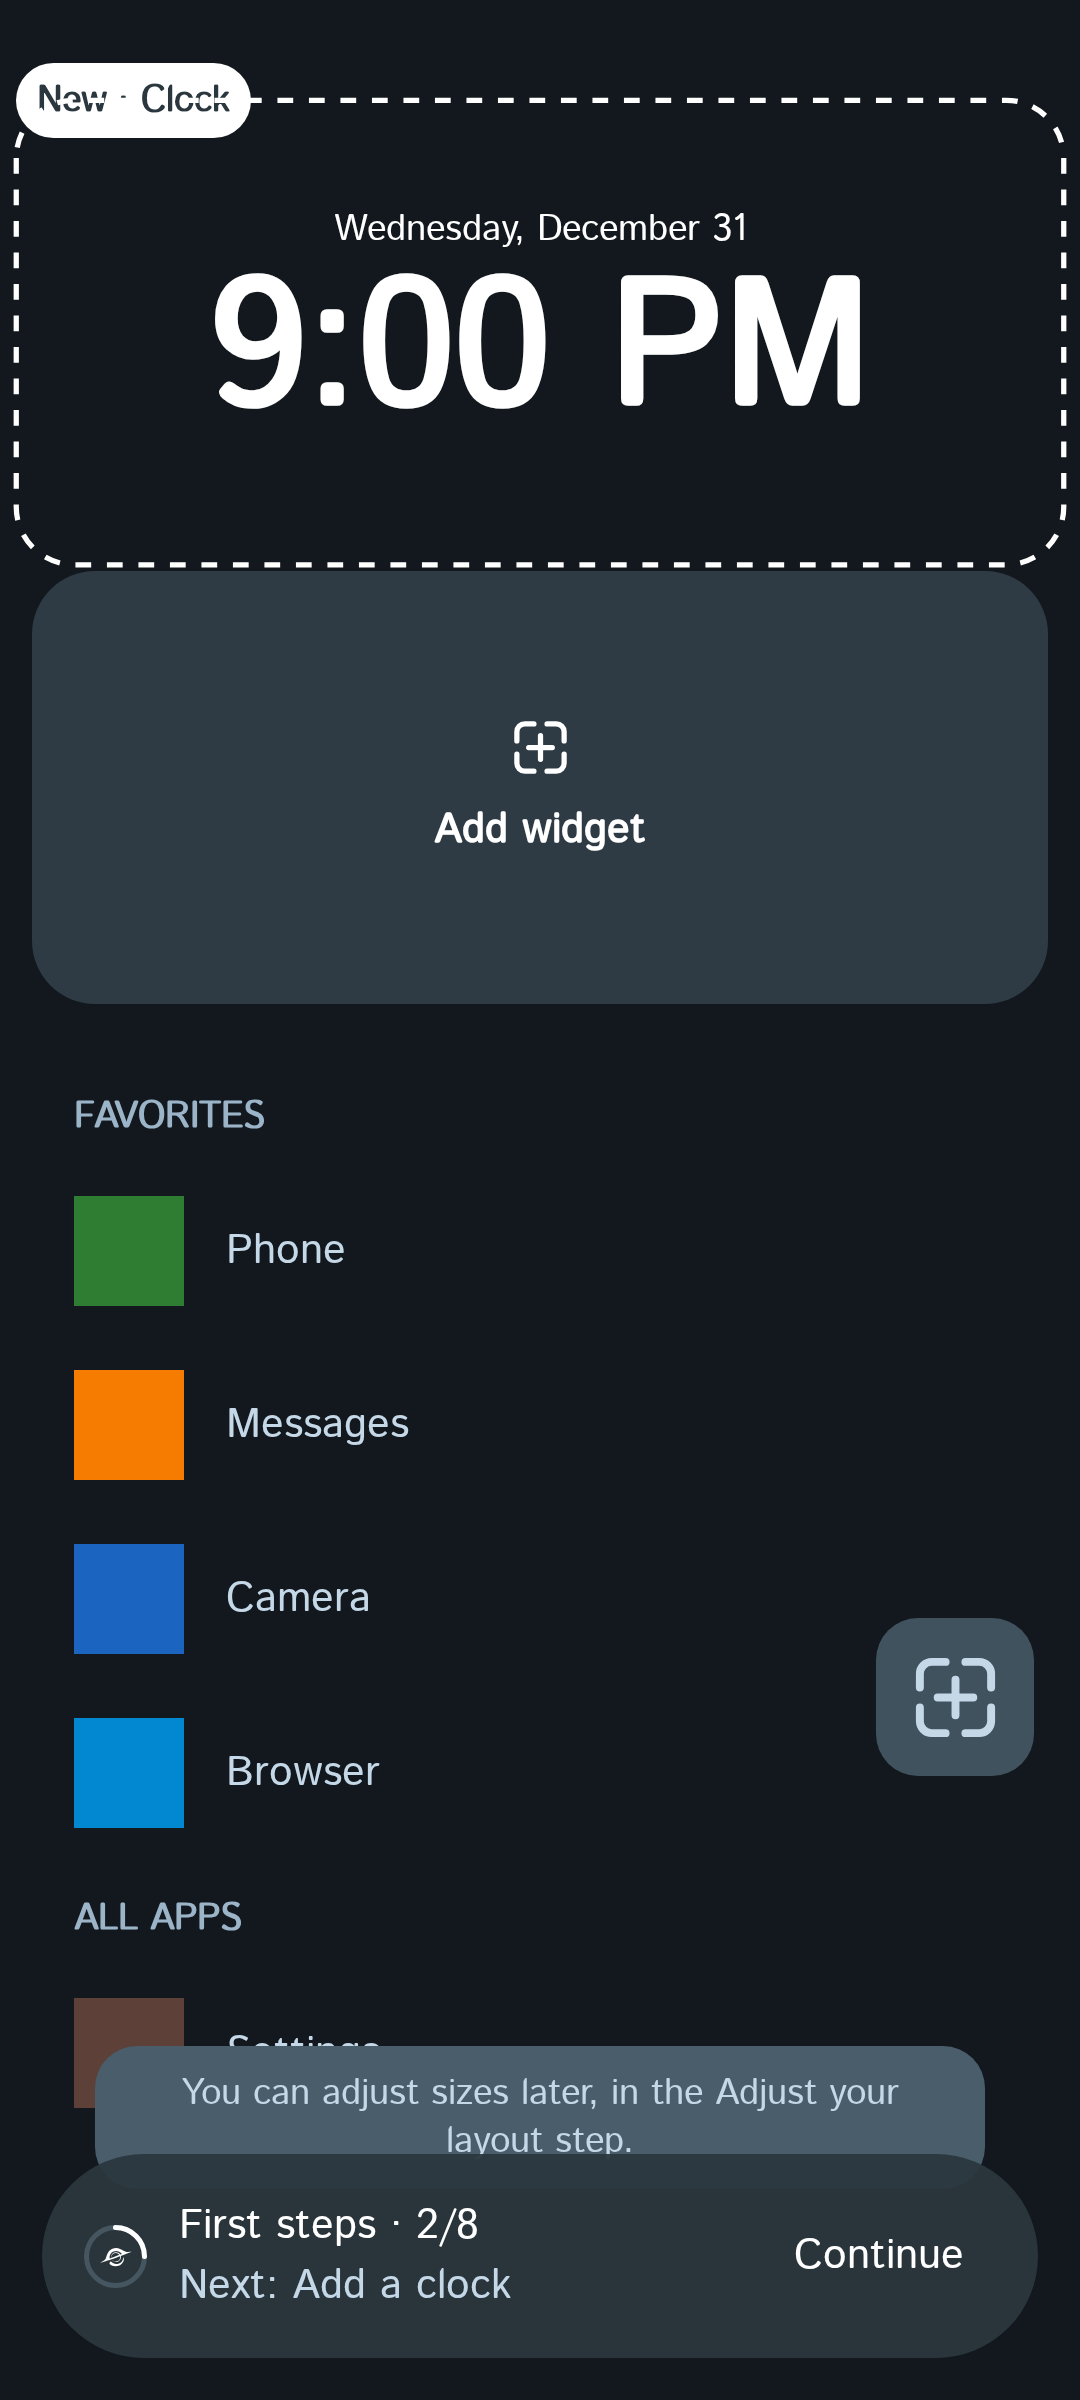 New · Clock
Wednesday, December 31
9:00 PM
Add widget
FAVORITES
Phone
Messages
Camera
Browser
ALL APPS
Settings
You can adjust sizes later, in the Adjust your
layout step.
First steps · 2/8
Next: Add a clock
Continue